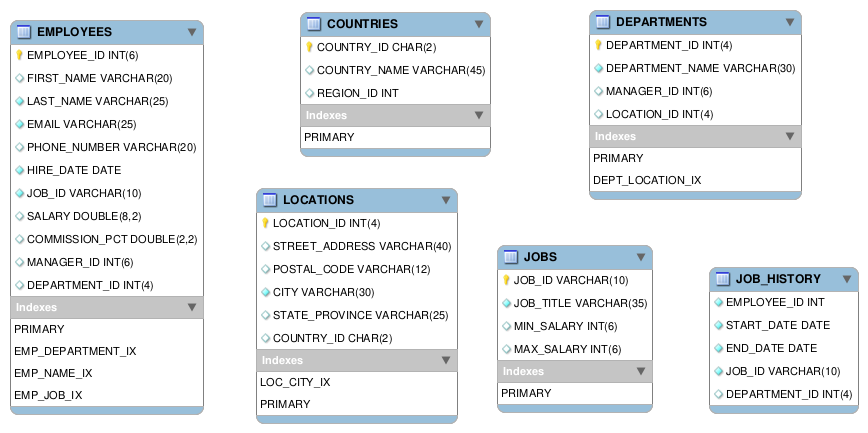 EMPLOYEES
EMPLOYEE_ID INT(6)
FIRST_NAME VARCHAR(20)
LAST_NAME VARCHAR(25)
EMAIL VARCHAR(25)
PHONE_NUMBER VARCHAR(20)
HIRE_DATE DATE
JOB_ID VARCHAR(10)
SALARY DOUBLE(8,2)
COMMISSION_PCT DOUBLE(2,2)
MANAGER_ID INT(6)
DEPARTMENT_ID INT(4)
Indexes
PRIMARY
EMP_DEPARTMENT_IX
EMP_NAME_IX
EMP_JOB_IX
COUNTRIES
COUNTRY_ID CHAR(2)
COUNTRY_NAME VARCHAR(45)
REGION_ID INT
Indexes
PRIMARY
DEPARTMENTS
DEPARTMENT_ID INT(4)
DEPARTMENT_NAME VARCHAR(30)
MANAGER_ID INT(6)
LOCATION_ID INT(4)
Indexes
PRIMARY
DEPT_LOCATION_IX
LOCATIONS
LOCATION_ID INT(4)
STREET_ADDRESS VARCHAR(40)
POSTAL_CODE VARCHAR(12)
CITY VARCHAR(30)
STATE_PROVINCE VARCHAR(25)
COUNTRY_ID CHAR(2)
Indexes
LOC_CITY_IX
PRIMARY
JOBS
JOB_ID VARCHAR(10)
JOB_TITLE VARCHAR(35)
MIN_SALARY INT(6)
MAX_SALARY INT(6)
Indexes
PRIMARY
JOB_HISTORY
EMPLOYEE_ID INT
START_DATE DATE
END_DATE DATE
JOB_ID VARCHAR(10)
DEPARTMENT_ID INT(4)